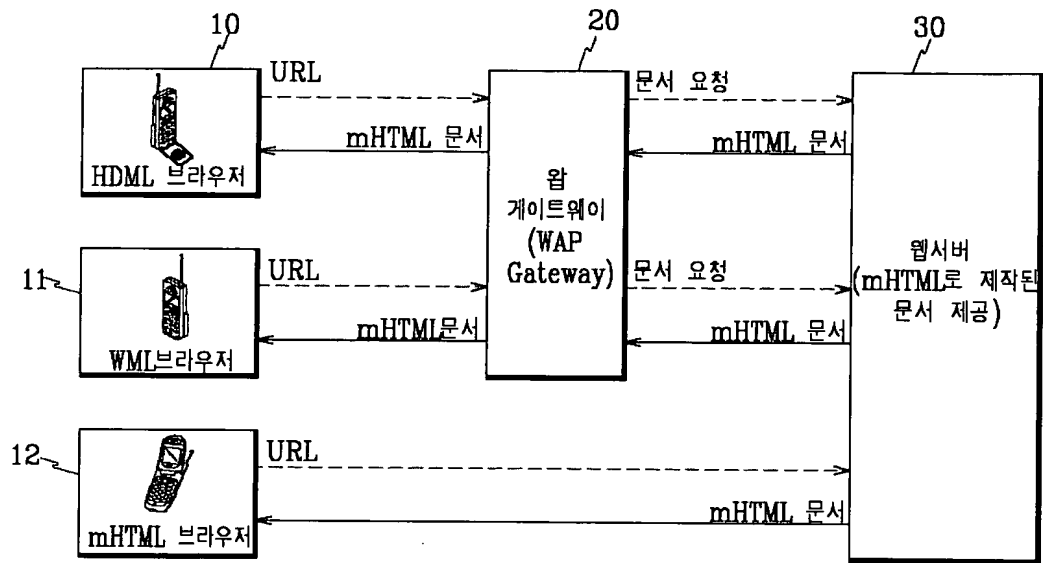 10
20
30
URL
문서 요청
mHTML 문서
mHTML 문서
HDML 브라우저
왑
게이트웨이
(WAP
Gateway)
웹서버
(mHTML로 제작된
문서 제공)
11
URL
문서 요청
mHTML문서
mHTML 문서
WML브라우저
12
URL
mHTML 문서
mHTML 브라우저